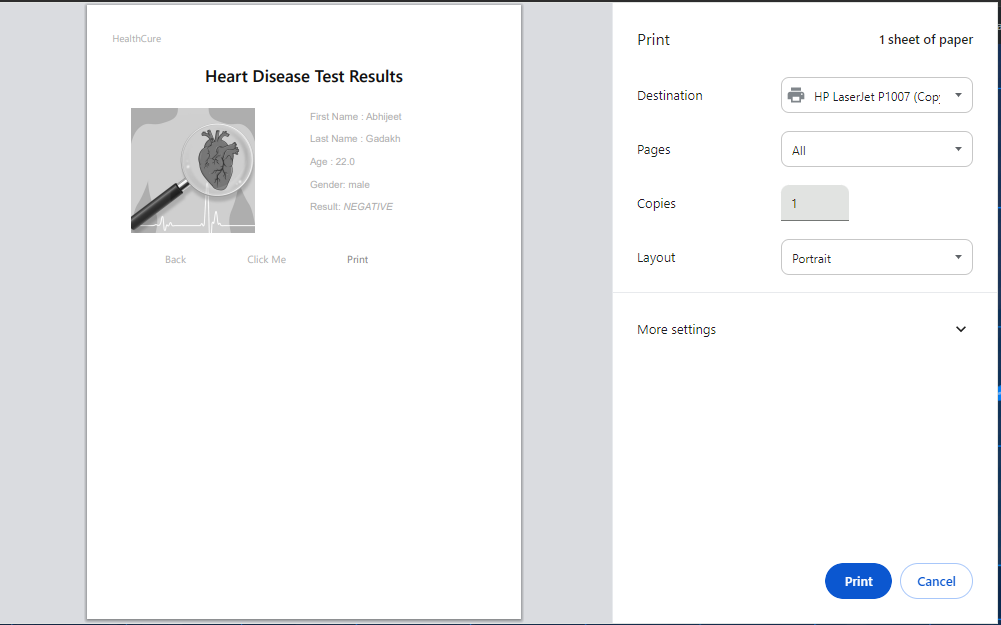 HealthCure
Heart Disease Test Results
First Name : Abhijeet
Last Name : Gadakh
Age : 22.0
Gender: male
Result: NEGATIVE
Back Click Me Print
Print 1 sheet of paper
Destination HP LaserJet P1007 (Copy
Pages All
Copies 1
Layout Portrait
More settings
Print Cancel